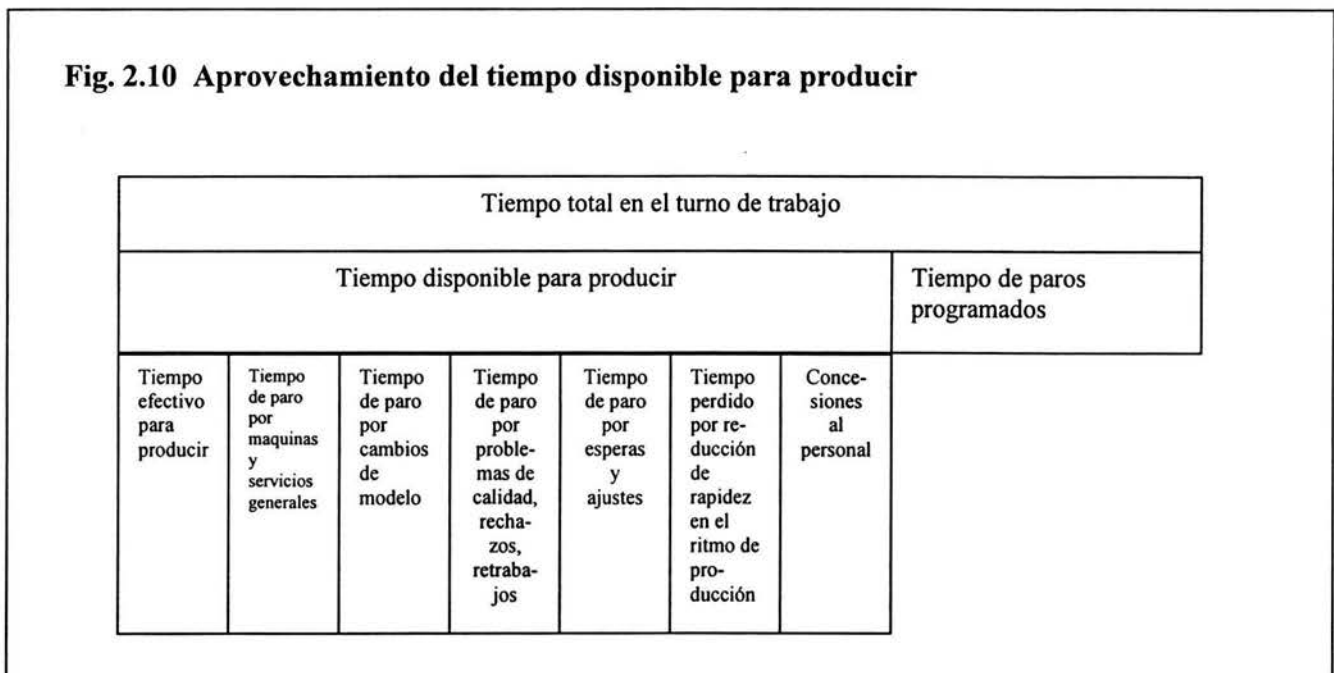 Fig. 2.10 Aprovechamiento del tiempo disponible para producir
Tiempo total en el turno de trabajo
Tiempo disponible para producir
Tiempo de paros
programados
Tiempo
efectivo
para
producir
Tiempo
de paro
por
maquinas
y
servicios
generales
Tiempo
de paro
por
cambios
de
modelo
Tiempo
de paro
por
proble-
mas de
calidad,
recha-
zos,
retraba-
jos
Tiempo
de paro
por
esperas
y
ajustes
Tiempo
perdido
por re-
ducción
de
rapidez
en el
ritmo de
pro-
ducción
Conce-
siones
al
personal